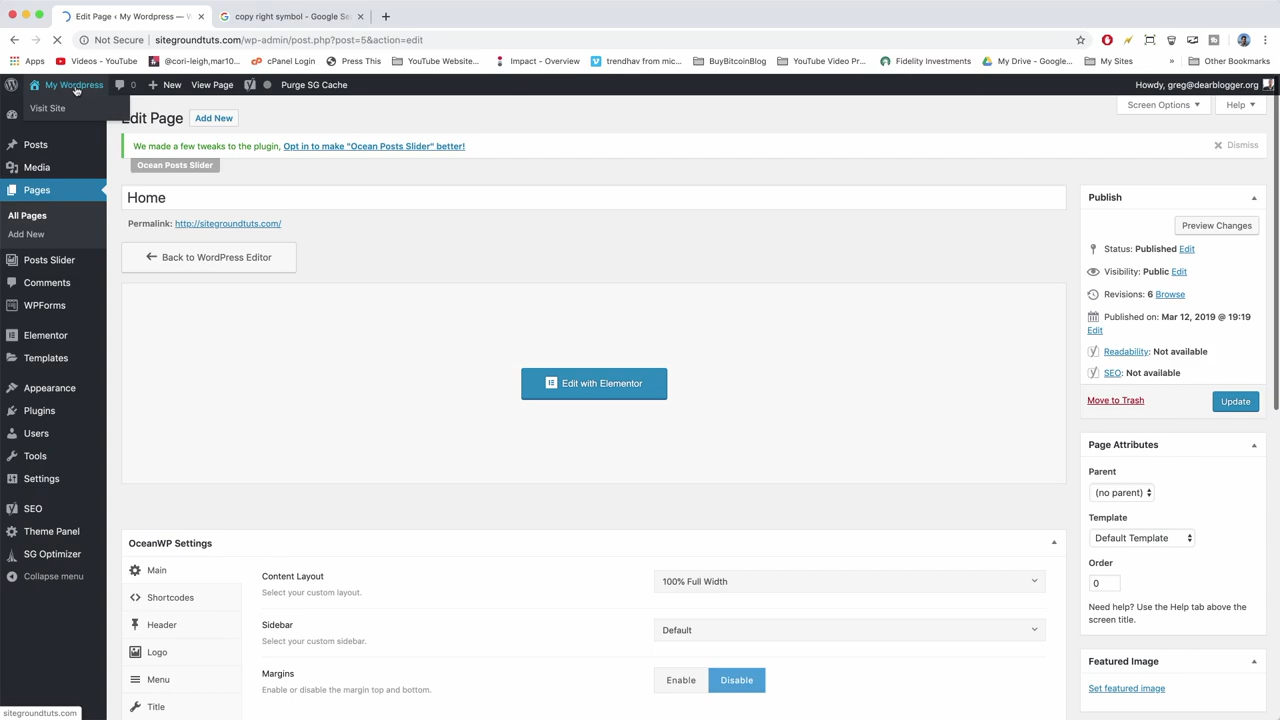 Edit Page ‹ My Wordpress — W
copy right symbol - Google Se
Not Secure
sitegroundtuts.com/wp-admin/post.php?post=5&action=edit
Apps
Videos - YouTube
YouTube Website...
@cori-leigh,mar10...
cPanel Login
Press This
YouTube Website...
Impact - Overview
trendhav from mic...
BuyBitcoinBlog
YouTube Video Pr...
Fidelity Investments
My Drive - Google...
My Sites
Other Bookmarks
My Wordpress
0
New
View Page
Purge SG Cache
Howdy, greg@dearblogger.org
Visit Site
Edit Page
Add New
Screen Options
Help
We made a few tweaks to the plugin, Opt in to make "Ocean Posts Slider" better!
Dismiss
Ocean Posts Slider
Posts
Media
Pages
All Pages
Add New
Posts Slider
Comments
WPForms
Elementor
Templates
Appearance
Plugins
Users
Tools
Settings
SEO
Theme Panel
SG Optimizer
Collapse menu
sitegroundtuts.com
Home
Permalink: http://sitegroundtuts.com/
Back to WordPress Editor
Edit with Elementor
OceanWP Settings
Main
Shortcodes
Header
Logo
Menu
Title
Content Layout
Select your custom layout.
100% Full Width
Sidebar
Select your custom sidebar.
Default
Margins
Enable or disable the margin top and bottom.
Enable
Disable
Publish
Preview Changes
Status: Published Edit
Visibility: Public Edit
Revisions: 6 Browse
Published on: Mar 12, 2019 @ 19:19
Edit
Readability: Not available
SEO: Not available
Move to Trash
Update
Page Attributes
Parent
(no parent)
Template
Default Template
Order
0
Need help? Use the Help tab above the
screen title.
Featured Image
Set featured image